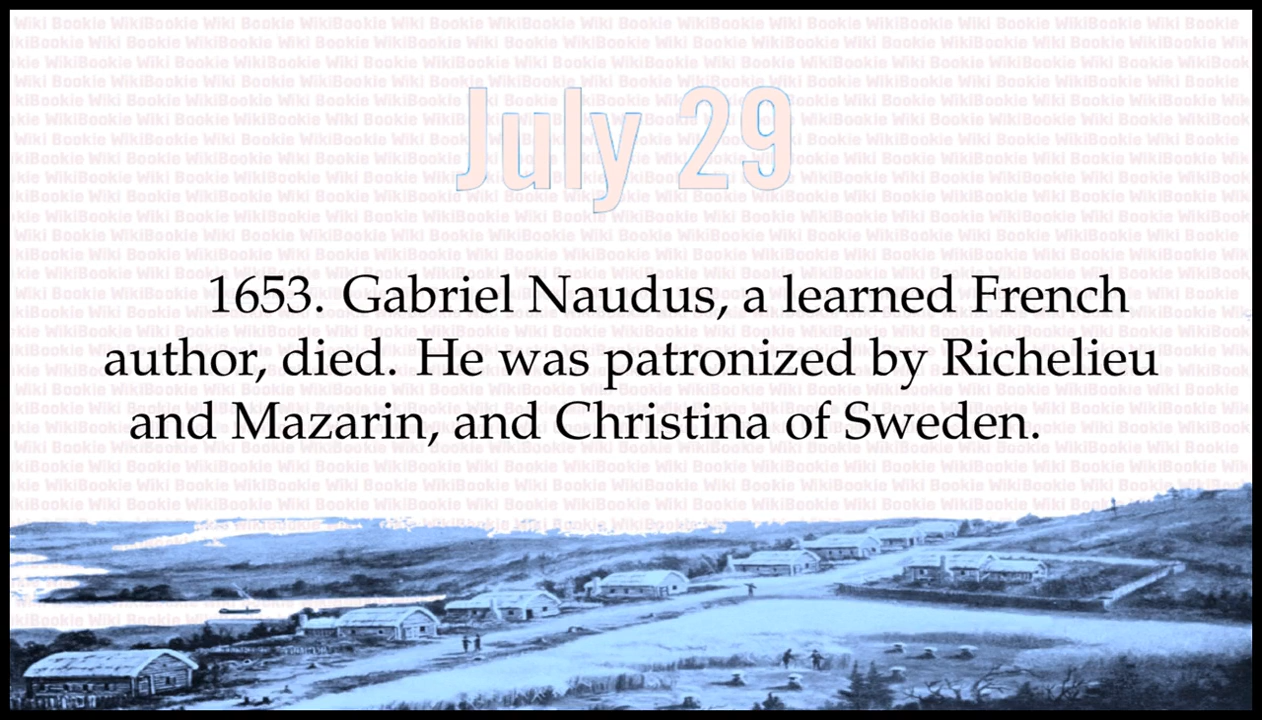 July 29
1653. Gabriel Naudus, a learned French
author, died. He was patronized by Richelieu
and Mazarin, and Christina of Sweden.